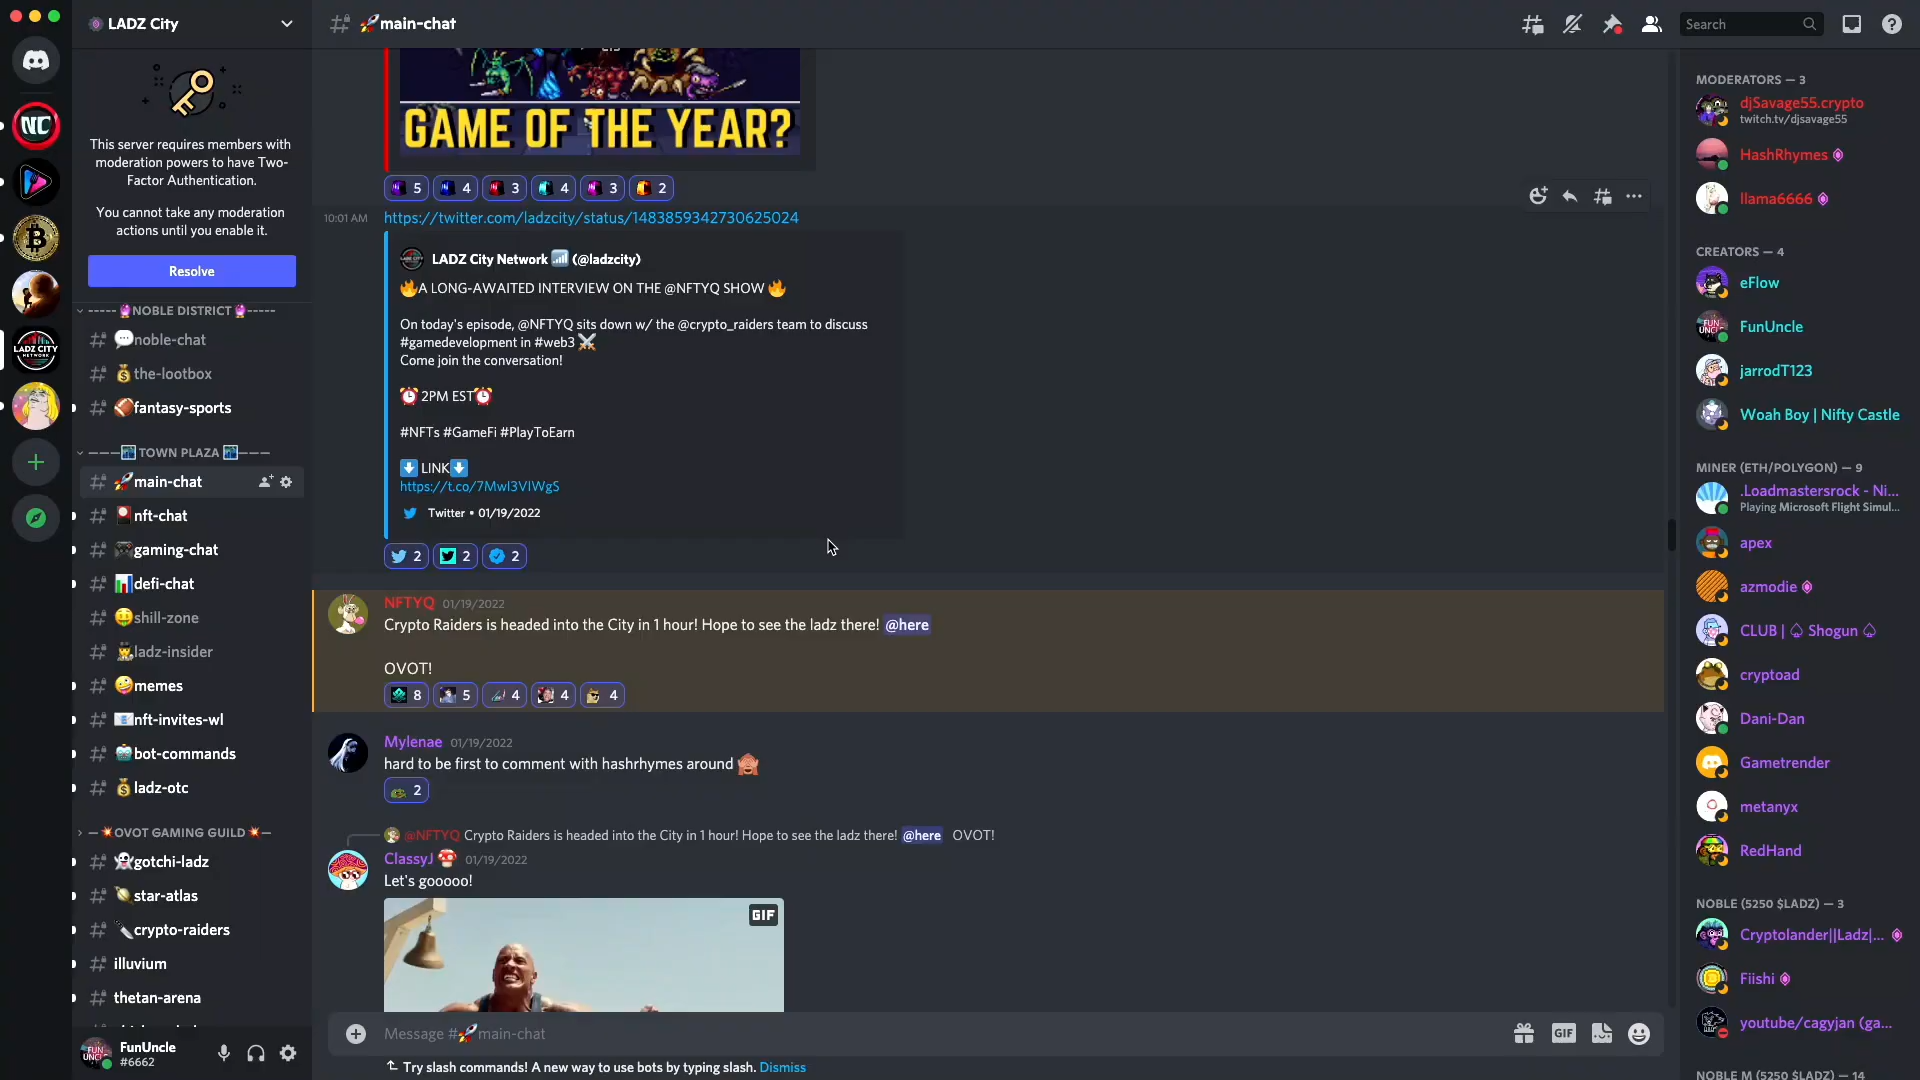 LADZ City
This server requires members with
moderation powers to have Two-
Factor Authentication.
You cannot take any moderation
actions until you enable it.
Resolve
-----🔮NOBLE DISTRICT🔮-----
💬noble-chat
💰the-lootbox
🏈fantasy-sports
———🏙️ TOWN PLAZA 🏙️———
🚀main-chat
🎴nft-chat
🎮gaming-chat
📊defi-chat
🤑shill-zone
ladz-insider
🤪memes
📧nft-invites-wl
🤖bot-commands
💰ladz-otc
—💥OVOT GAMING GUILD💥—
👻gotchi-ladz
🪐star-atlas
🔪crypto-raiders
illuvium
thetan-arena
FunUncle
#6662
NC
LADZ CITY
NETWORK
🚀main-chat
Search
GAME OF THE YEAR?
5 4 3 4 3 2
10:01 AM https://twitter.com/ladzcity/status/1483859342730625024
LADZ City Network 📶 (@ladzcity)
🔥A LONG-AWAITED INTERVIEW ON THE @NFTYQ SHOW 🔥
On today's episode, @NFTYQ sits down w/ the @crypto_raiders team to discuss
#gamedevelopment in #web3 ⚔️
Come join the conversation!
⏰ 2PM EST⏰
#NFTs #GameFi #PlayToEarn
⬇️ LINK⬇️
https://t.co/7MwI3VIWgS
Twitter • 01/19/2022
2 2 2
NFTYQ 01/19/2022
Crypto Raiders is headed into the City in 1 hour! Hope to see the ladz there! @here
OVOT!
8 5 4 4 4
Mylenae 01/19/2022
hard to be first to comment with hashrhymes around 🙈
2
@NFTYQ Crypto Raiders is headed into the City in 1 hour! Hope to see the ladz there! @here OVOT!
ClassyJ 🍄 01/19/2022
Let's gooooo!
GIF
Message #🚀main-chat
GIF
Try slash commands! A new way to use bots by typing slash. Dismiss
MODERATORS — 3
djSavage55.crypto
twitch.tv/djsavage55
HashRhymes
llama6666
CREATORS — 4
eFlow
FunUncle
jarrodT123
Woah Boy | Nifty Castle
MINER (ETH/POLYGON) — 9
.Loadmastersrock - Ni...
Playing Microsoft Flight Simul...
apex
azmodie
CLUB | ♤ Shogun ♤
cryptoad
Dani-Dan
Gametrender
metanyx
RedHand
NOBLE (5250 $LADZ) — 3
Cryptolander||Ladz|...
Fiishi
youtube/cagyjan (ga...
NOBLE M (5250 $LADZ) — 14